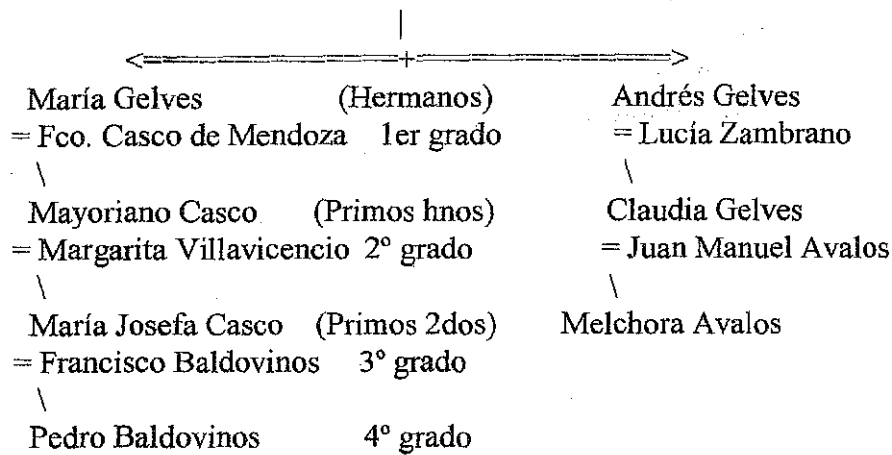 |
<==============+==============>
María Gelves (Hermanos) Andrés Gelves
= Fco. Casco de Mendoza 1er grado = Lucía Zambrano
\ \
Mayoriano Casco (Primos hnos) Claudia Gelves
= Margarita Villavicencio 2º grado = Juan Manuel Avalos
\ \
María Josefa Casco (Primos 2dos) Melchora Avalos
= Francisco Baldovinos 3º grado
\
Pedro Baldovinos 4º grado